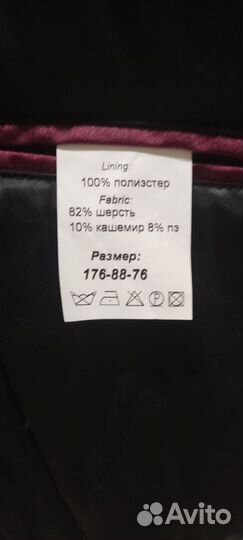 Lining:
100% полиэстер
Fabric:
82% шерсть
10% кашемир 8% пэ
Размер:
176-88-76
P
Avito